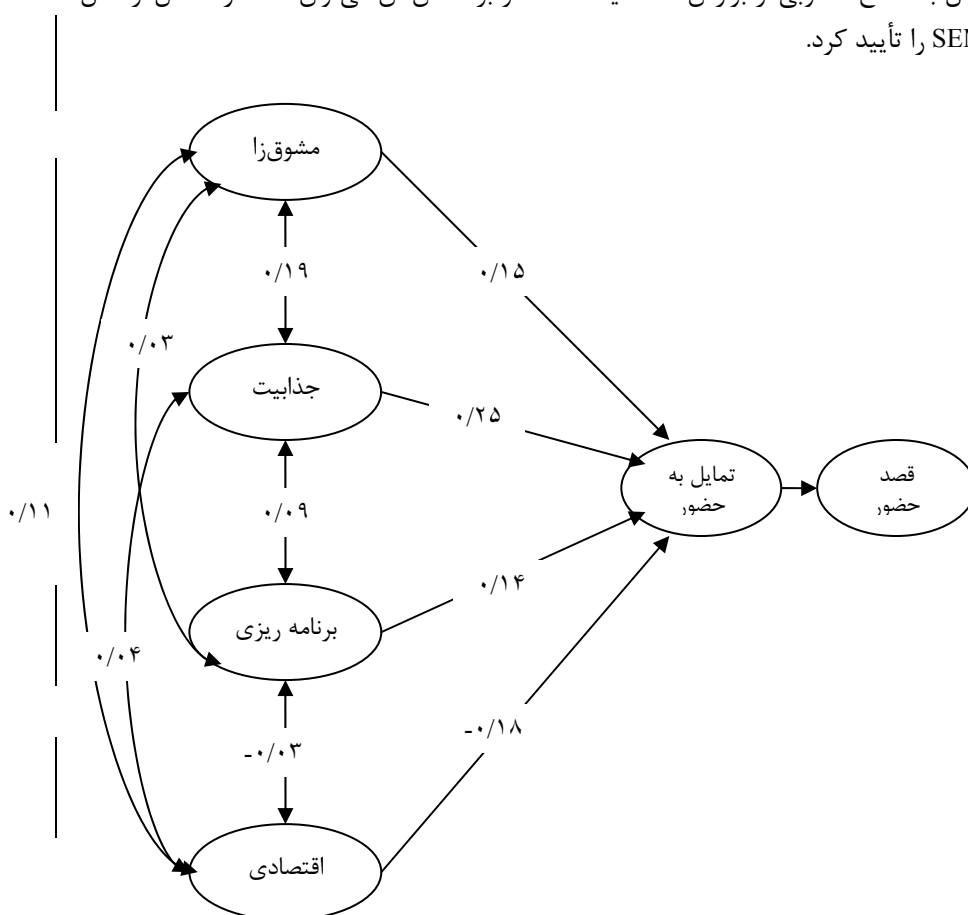 SEM را تأیید کرد.
مشوق‌زا
۰/۱۹
۰/۱۵
۰/۰۳
جذابیت
۰/۲۵
تمایل به
حضور
قصد
حضور
۰/۱۱
۰/۰۹
۰/۱۴
برنامه ریزی
۰/۰۴
-۰/۰۳
-۰/۱۸
اقتصادی